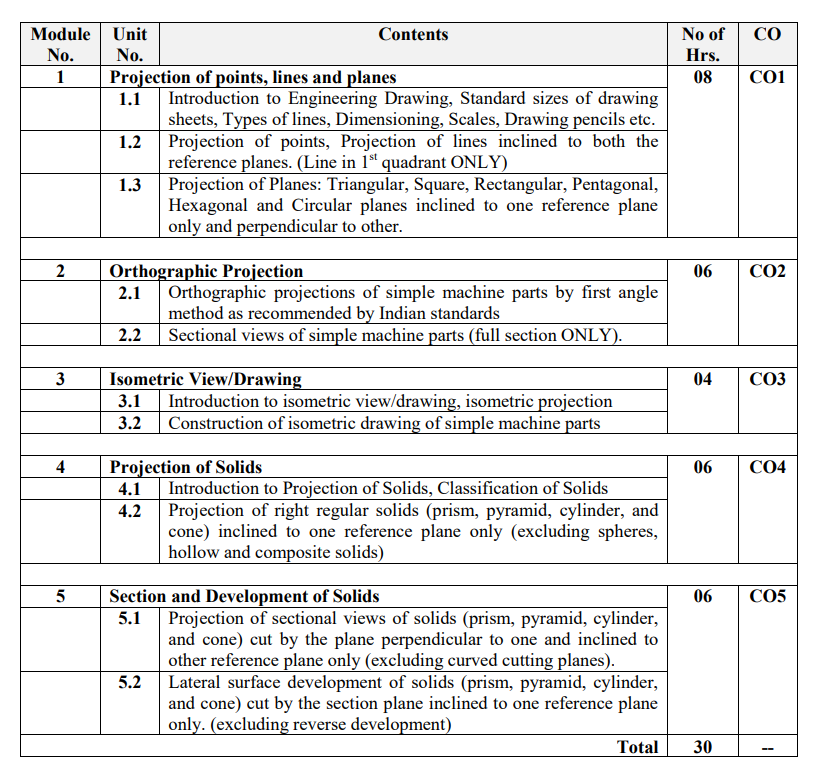 Module Unit Contents No of CO
No. No. Hrs.
1 Projection of points, lines and planes 08 CO1
1.1 Introduction to Engineering Drawing, Standard sizes of drawing
sheets, Types of lines, Dimensioning, Scales, Drawing pencils etc.
1.2 Projection of points, Projection of lines inclined to both the
reference planes. (Line in 1st quadrant ONLY)
1.3 Projection of Planes: Triangular, Square, Rectangular, Pentagonal,
Hexagonal and Circular planes inclined to one reference plane
only and perpendicular to other.
2 Orthographic Projection 06 CO2
2.1 Orthographic projections of simple machine parts by first angle
method as recommended by Indian standards
2.2 Sectional views of simple machine parts (full section ONLY).
3 Isometric View/Drawing 04 CO3
3.1 Introduction to isometric view/drawing, isometric projection
3.2 Construction of isometric drawing of simple machine parts
4 Projection of Solids 06 CO4
4.1 Introduction to Projection of Solids, Classification of Solids
4.2 Projection of right regular solids (prism, pyramid, cylinder, and
cone) inclined to one reference plane only (excluding spheres,
hollow and composite solids)
5 Section and Development of Solids 06 CO5
5.1 Projection of sectional views of solids (prism, pyramid, cylinder,
and cone) cut by the plane perpendicular to one and inclined to
other reference plane only (excluding curved cutting planes).
5.2 Lateral surface development of solids (prism, pyramid, cylinder,
and cone) cut by the section plane inclined to one reference plane
only. (excluding reverse development)
Total 30 --